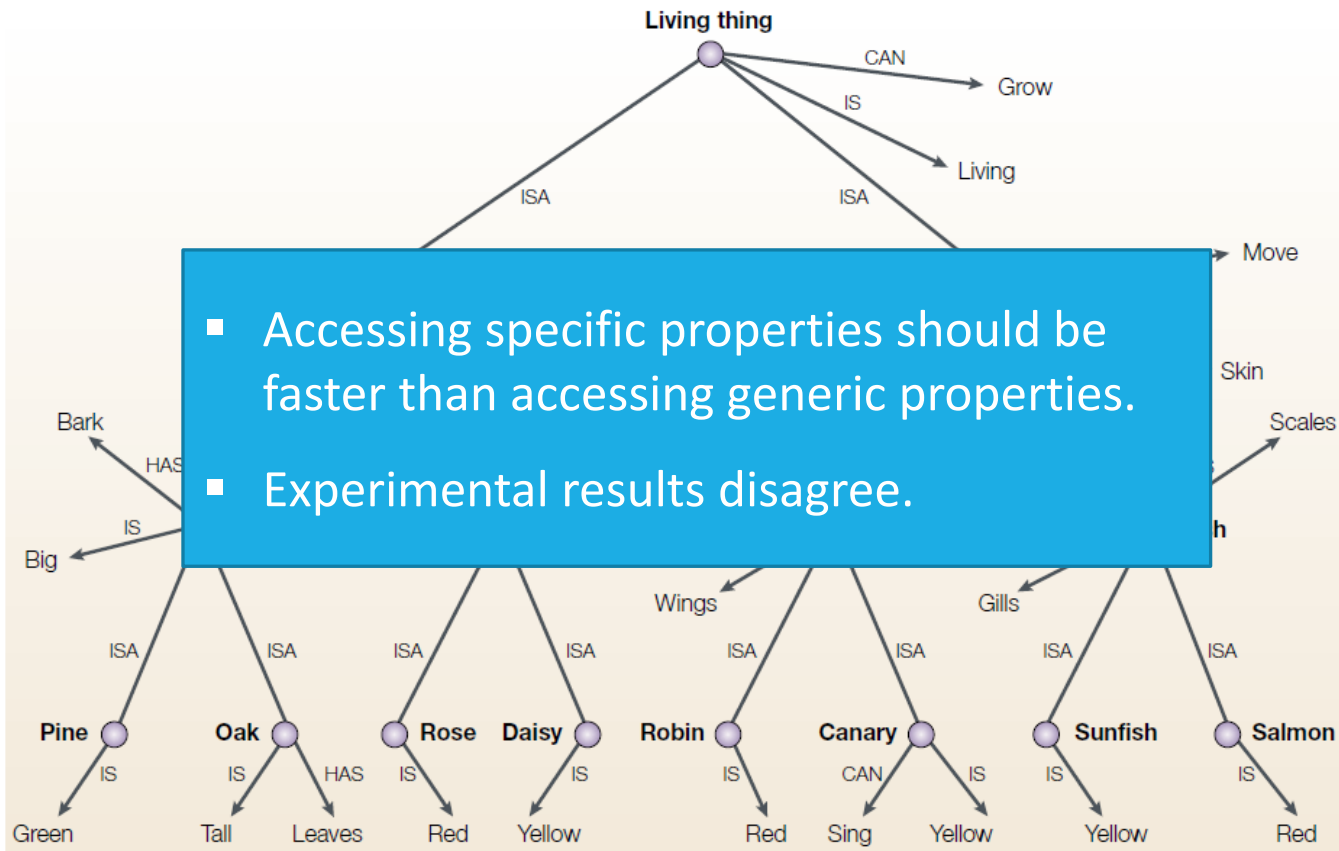 Living thing
CAN
Grow
IS
Living
ISA
ISA
Move
▪ Accessing specific properties should be
faster than accessing generic properties.
Skin
Bark
Scales
HAS
▪ Experimental results disagree.
IS
Big
Wings
Gills
ISA
ISA
ISA
ISA
ISA
ISA
ISA
ISA
Pine
Oak
Rose
Daisy
Robin
Canary
Sunfish
Salmon
IS
IS
HAS
IS
IS
IS
CAN
IS
IS
IS
Green
Tall
Leaves
Red
Yellow
Red
Sing
Yellow
Yellow
Red